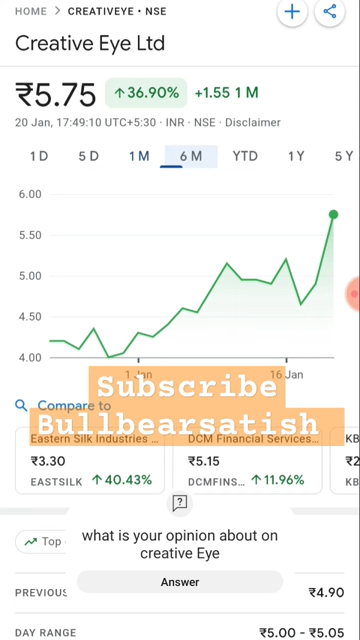 HOME > CREATIVEYE • NSE
Creative Eye Ltd
₹5.75 ↑36.90% +1.55 1 M
20 Jan, 17:49:10 UTC+5:30 · INR · NSE · Disclaimer
1 D 5 D 1 M 6 M YTD 1 Y 5 Y
6.00
5.50
5.00
4.50
4.00
1 Jan 16 Jan
Subscribe
Compare to
Bullbearsatish
Eastern Silk Industries ... DCM Financial Services...
₹3.30 ₹5.15 ₹2
EASTSILK ↑40.43% DCMFINS... ↑11.96% KB
Top
what is your opinion about on
creative Eye
Answer
PREVIOUS ₹4.90
DAY RANGE ₹5.00 - ₹5.05